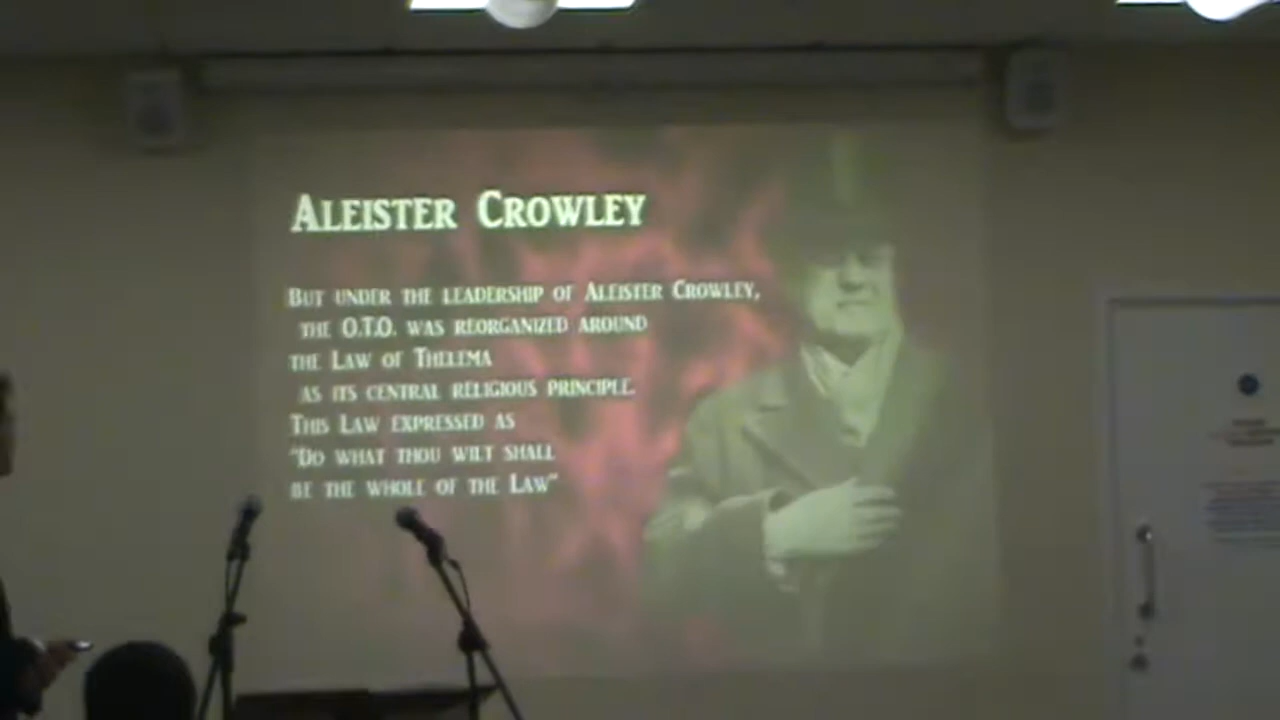 ALEISTER CROWLEY
BUT UNDER THE LEADERSHIP OF ALEISTER CROWLEY,
THE O.T.O. WAS REORGANIZED AROUND
THE LAW OF THELEMA
AS ITS CENTRAL RELIGIOUS PRINCIPLE.
THIS LAW EXPRESSED AS
"DO WHAT THOU WILT SHALL
BE THE WHOLE OF THE LAW"